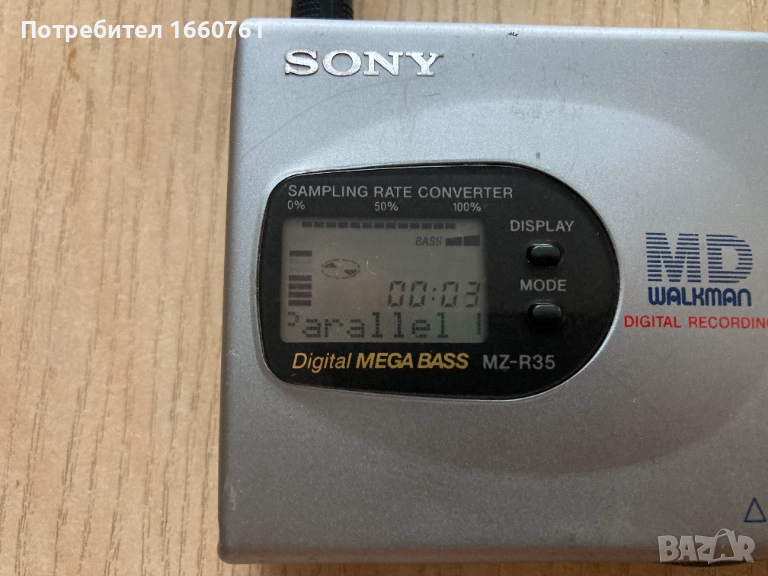 Потребител 1660761
SONY
SAMPLING RATE CONVERTER
0% 50% 100%
DISPLAY
BASS
MODE
00:03
Parallel
Digital MEGA BASS MZ-R35
MD
WALKMAN
DIGITAL RECORDING
BAZAR